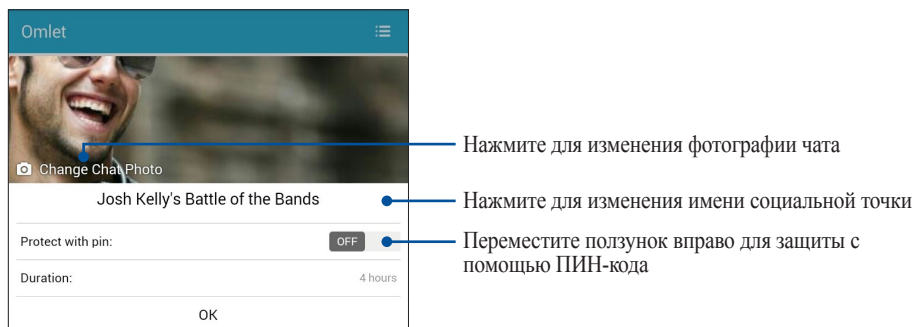 Omlet
Change Chat Photo
Нажмите для изменения фотографии чата
Josh Kelly's Battle of the Bands
Нажмите для изменения имени социальной точки
Protect with pin:
OFF
Переместите ползунок вправо для защиты с
помощью ПИН-кода
Duration:
4 hours
OK